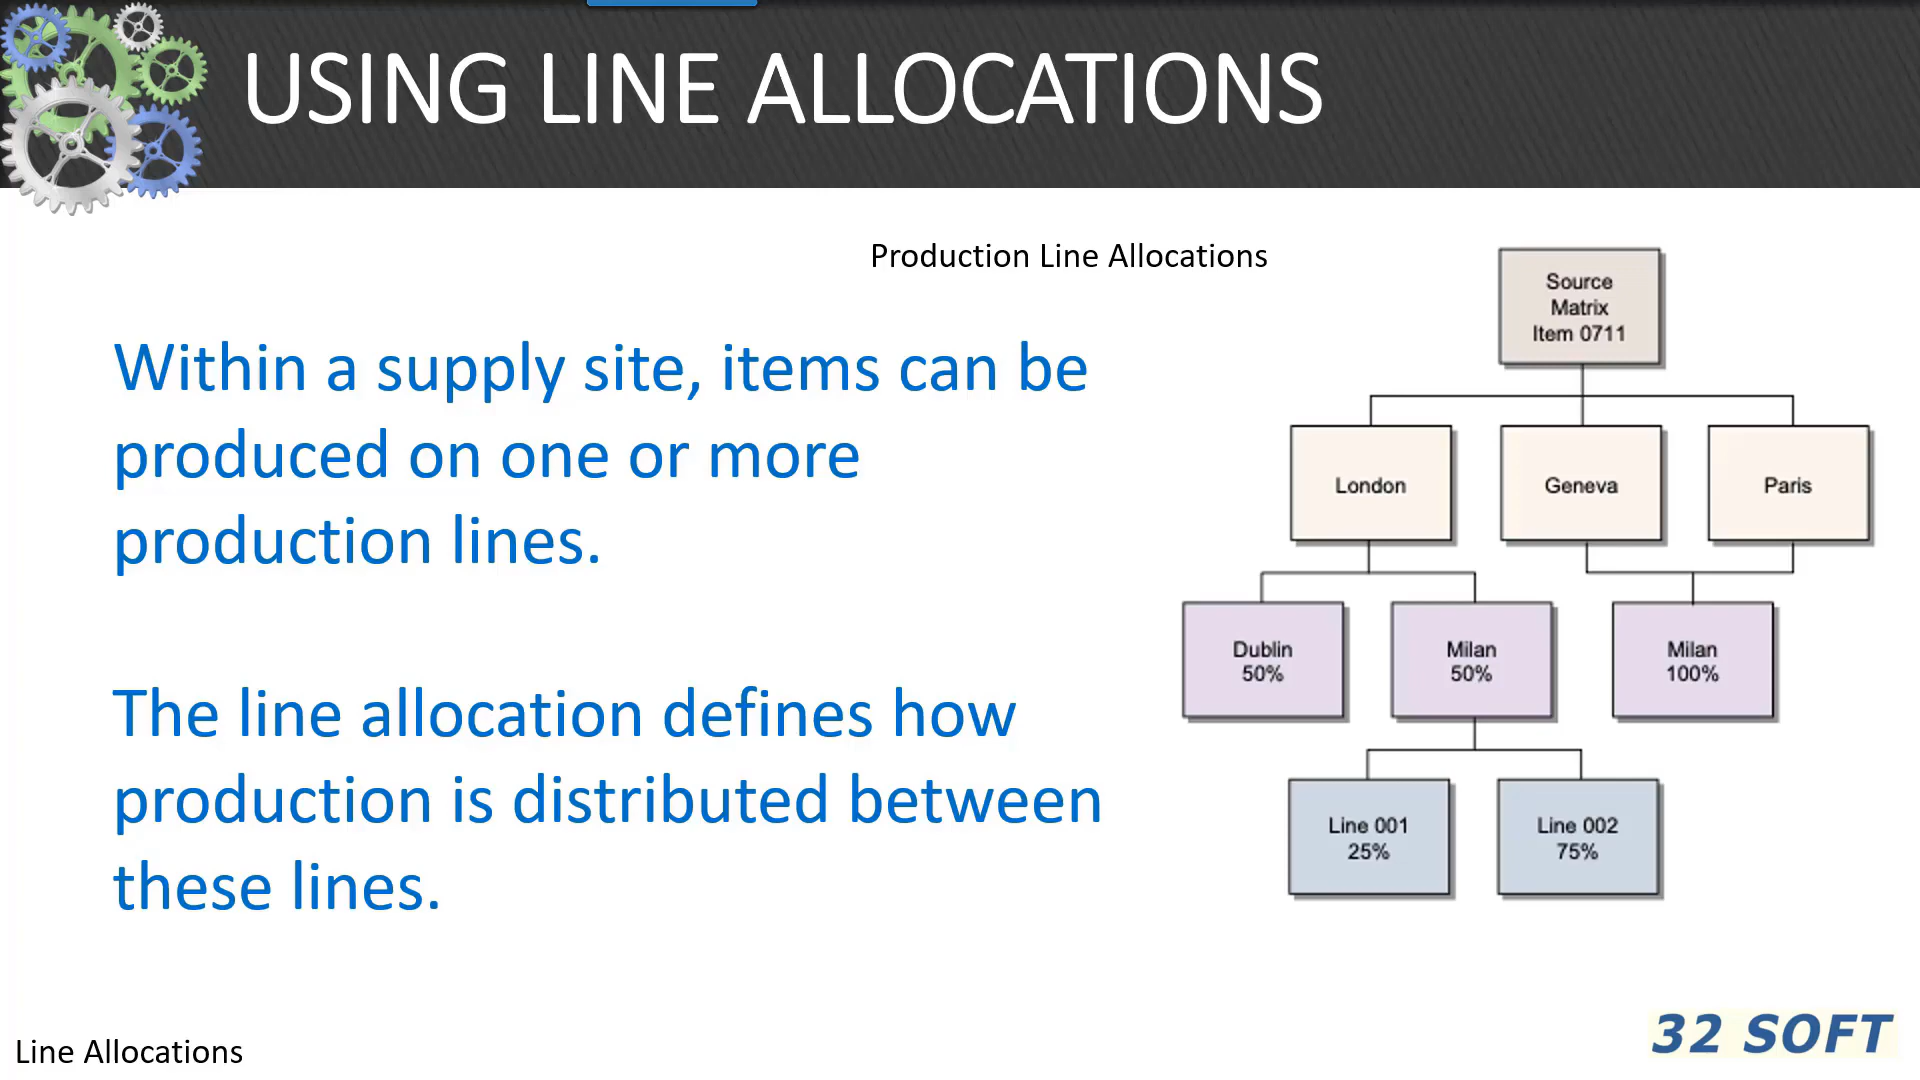 USING LINE ALLOCATIONS
Production Line Allocations
Within a supply site, items can be
produced on one or more
production lines.
The line allocation defines how
production is distributed between
these lines.
Source
Matrix
Item 0711
London
Geneva
Paris
Dublin
50%
Milan
50%
Milan
100%
Line 001
25%
Line 002
75%
Line Allocations
32 SOFT